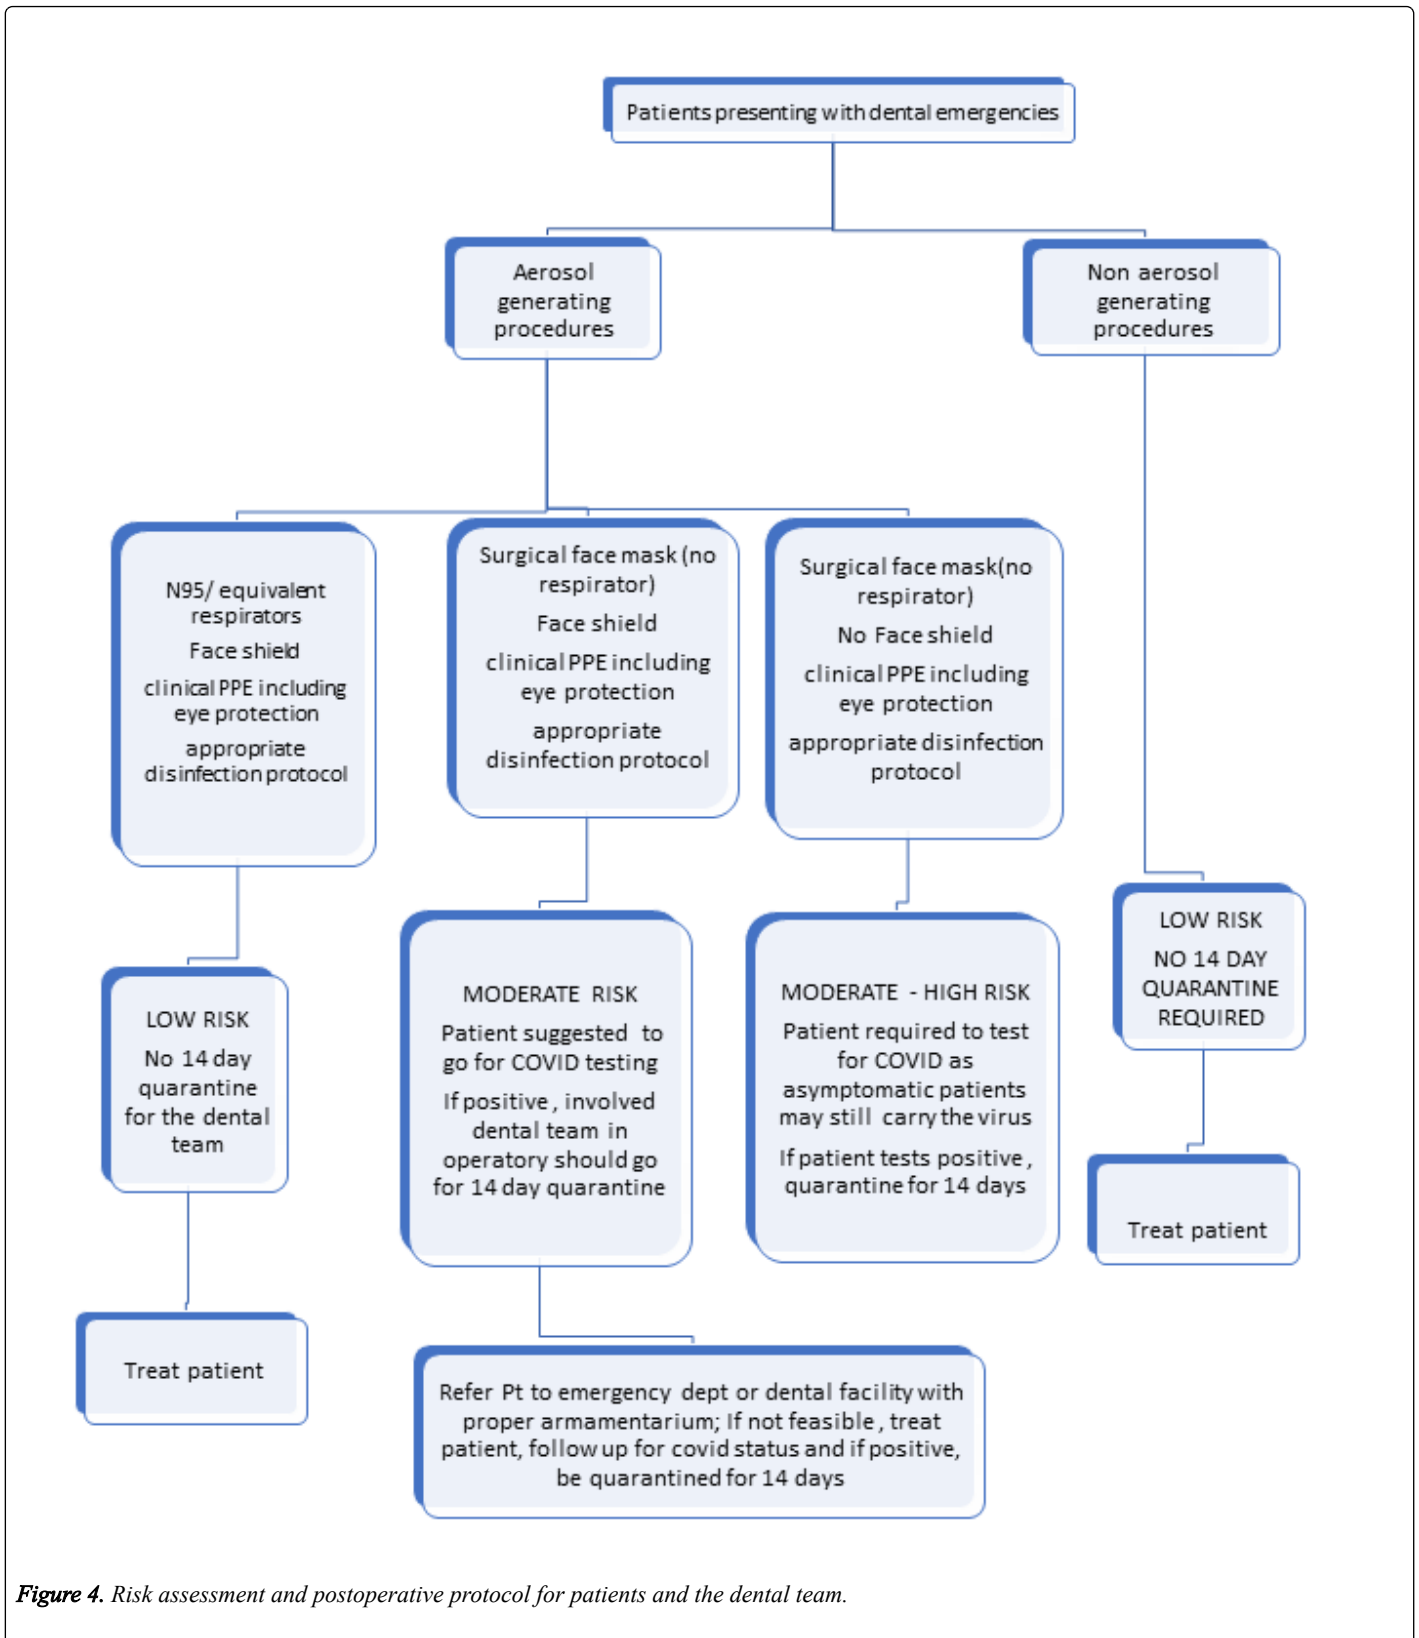 Patients presenting with dental emergencies
Aerosol
generating
procedures
Non aerosol
generating
procedures
N95/ equivalent
respirators
Face shield
clinical PPE including
eye protection
appropriate
disinfection protocol
Surgical face mask (no
respirator)
Face shield
clinical PPE including
eye protection
appropriate
disinfection protocol
Surgical face mask(no
respirator)
No Face shield
clinical PPE including
eye protection
appropriate disinfection
protocol
LOW RISK
No 14 day
quarantine
for the dental
team
MODERATE RISK
Patient suggested to
go for COVID testing
If positive, involved
dental team in
operatory should go
for 14 day quarantine
MODERATE - HIGH RISK
Patient required to test
for COVID as
asymptomatic patients
may still carry the virus
If patient tests positive,
quarantine for 14 days
LOW RISK
NO 14 DAY
QUARANTINE
REQUIRED
Treat patient
Treat patient
Refer Pt to emergency dept or dental facility with
proper armamentarium; If not feasible, treat
patient, follow up for covid status and if positive,
be quarantined for 14 days
Figure 4. Risk assessment and postoperative protocol for patients and the dental team.